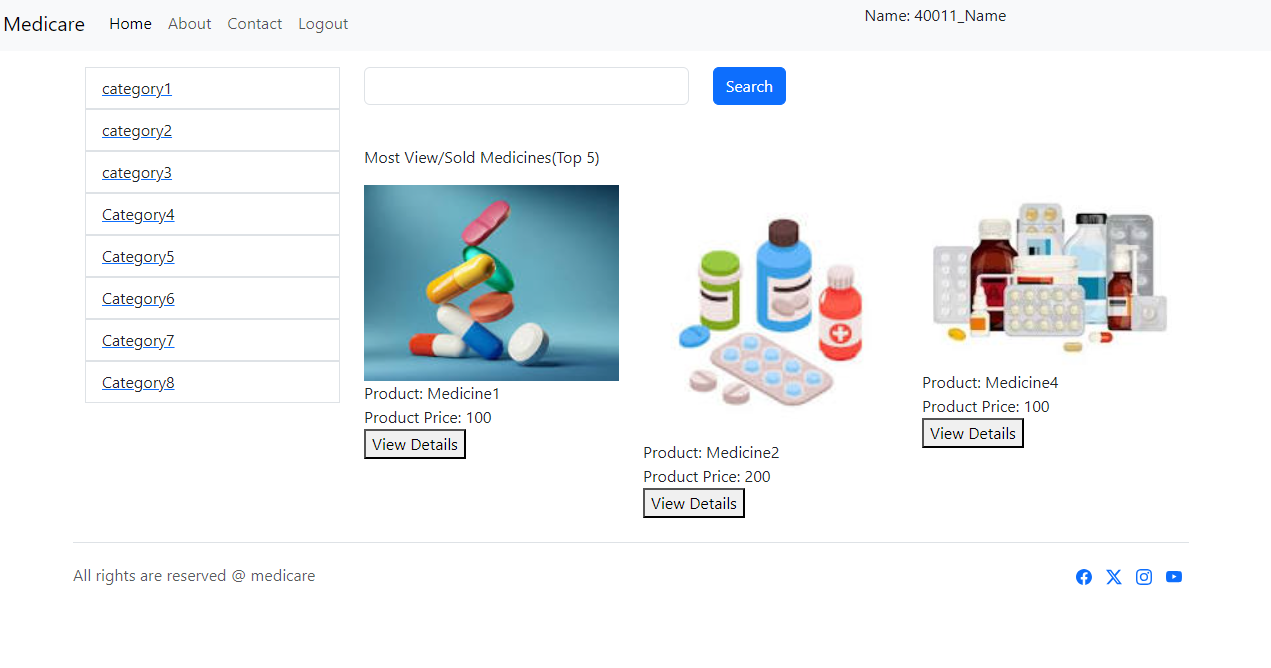 Medicare Home About Contact Logout Name: 40011_Name
category1
category2
category3
Category4
Category5
Category6
Category7
Category8
Search
Most View/Sold Medicines(Top 5)
Product: Medicine1
Product Price: 100
View Details
Product: Medicine2
Product Price: 200
View Details
Product: Medicine4
Product Price: 100
View Details
All rights are reserved @ medicare